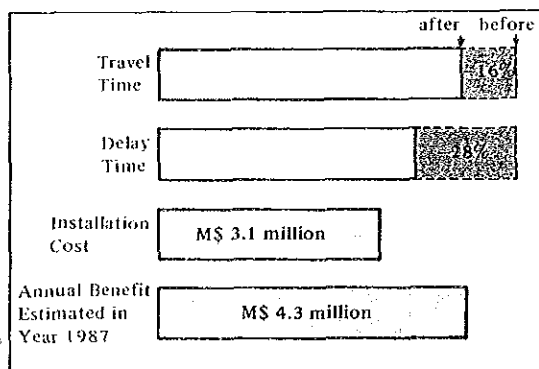 after before
Travel
Time
16%
Delay
Time
28%
Installation
Cost
M$ 3.1 million
Annual Benefit
Estimated in
Year 1987
M$ 4.3 million